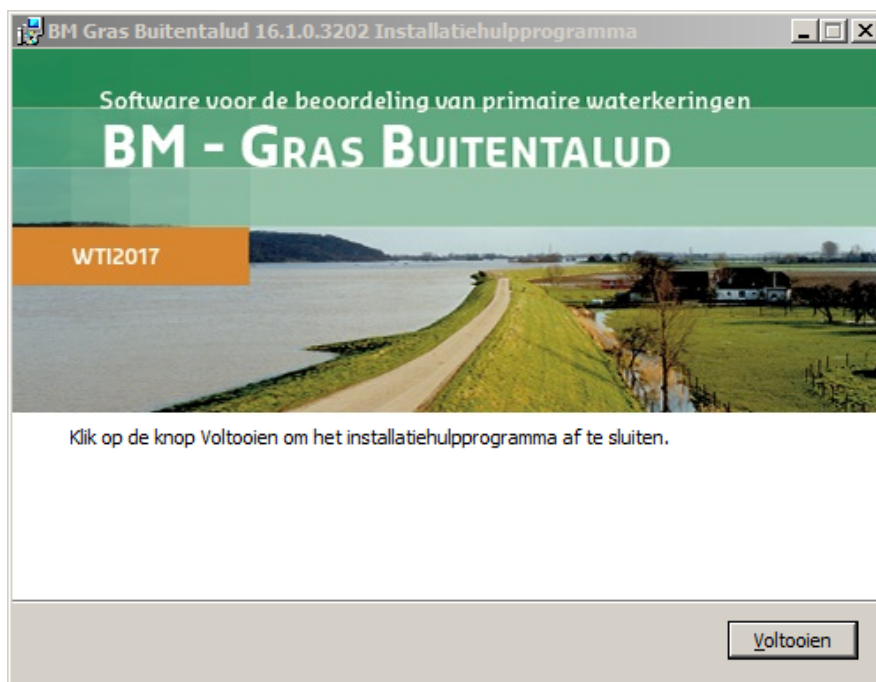 BM Gras Buitentalud 16.1.0.3202 Installatiehulpprogramma
Software voor de beoordeling van primaire waterkeringen
BM - GRAS BUITENTALUD
WTI2017
Klik op de knop Voltooien om het installatiehulpprogramma af te sluiten.
Voltooien